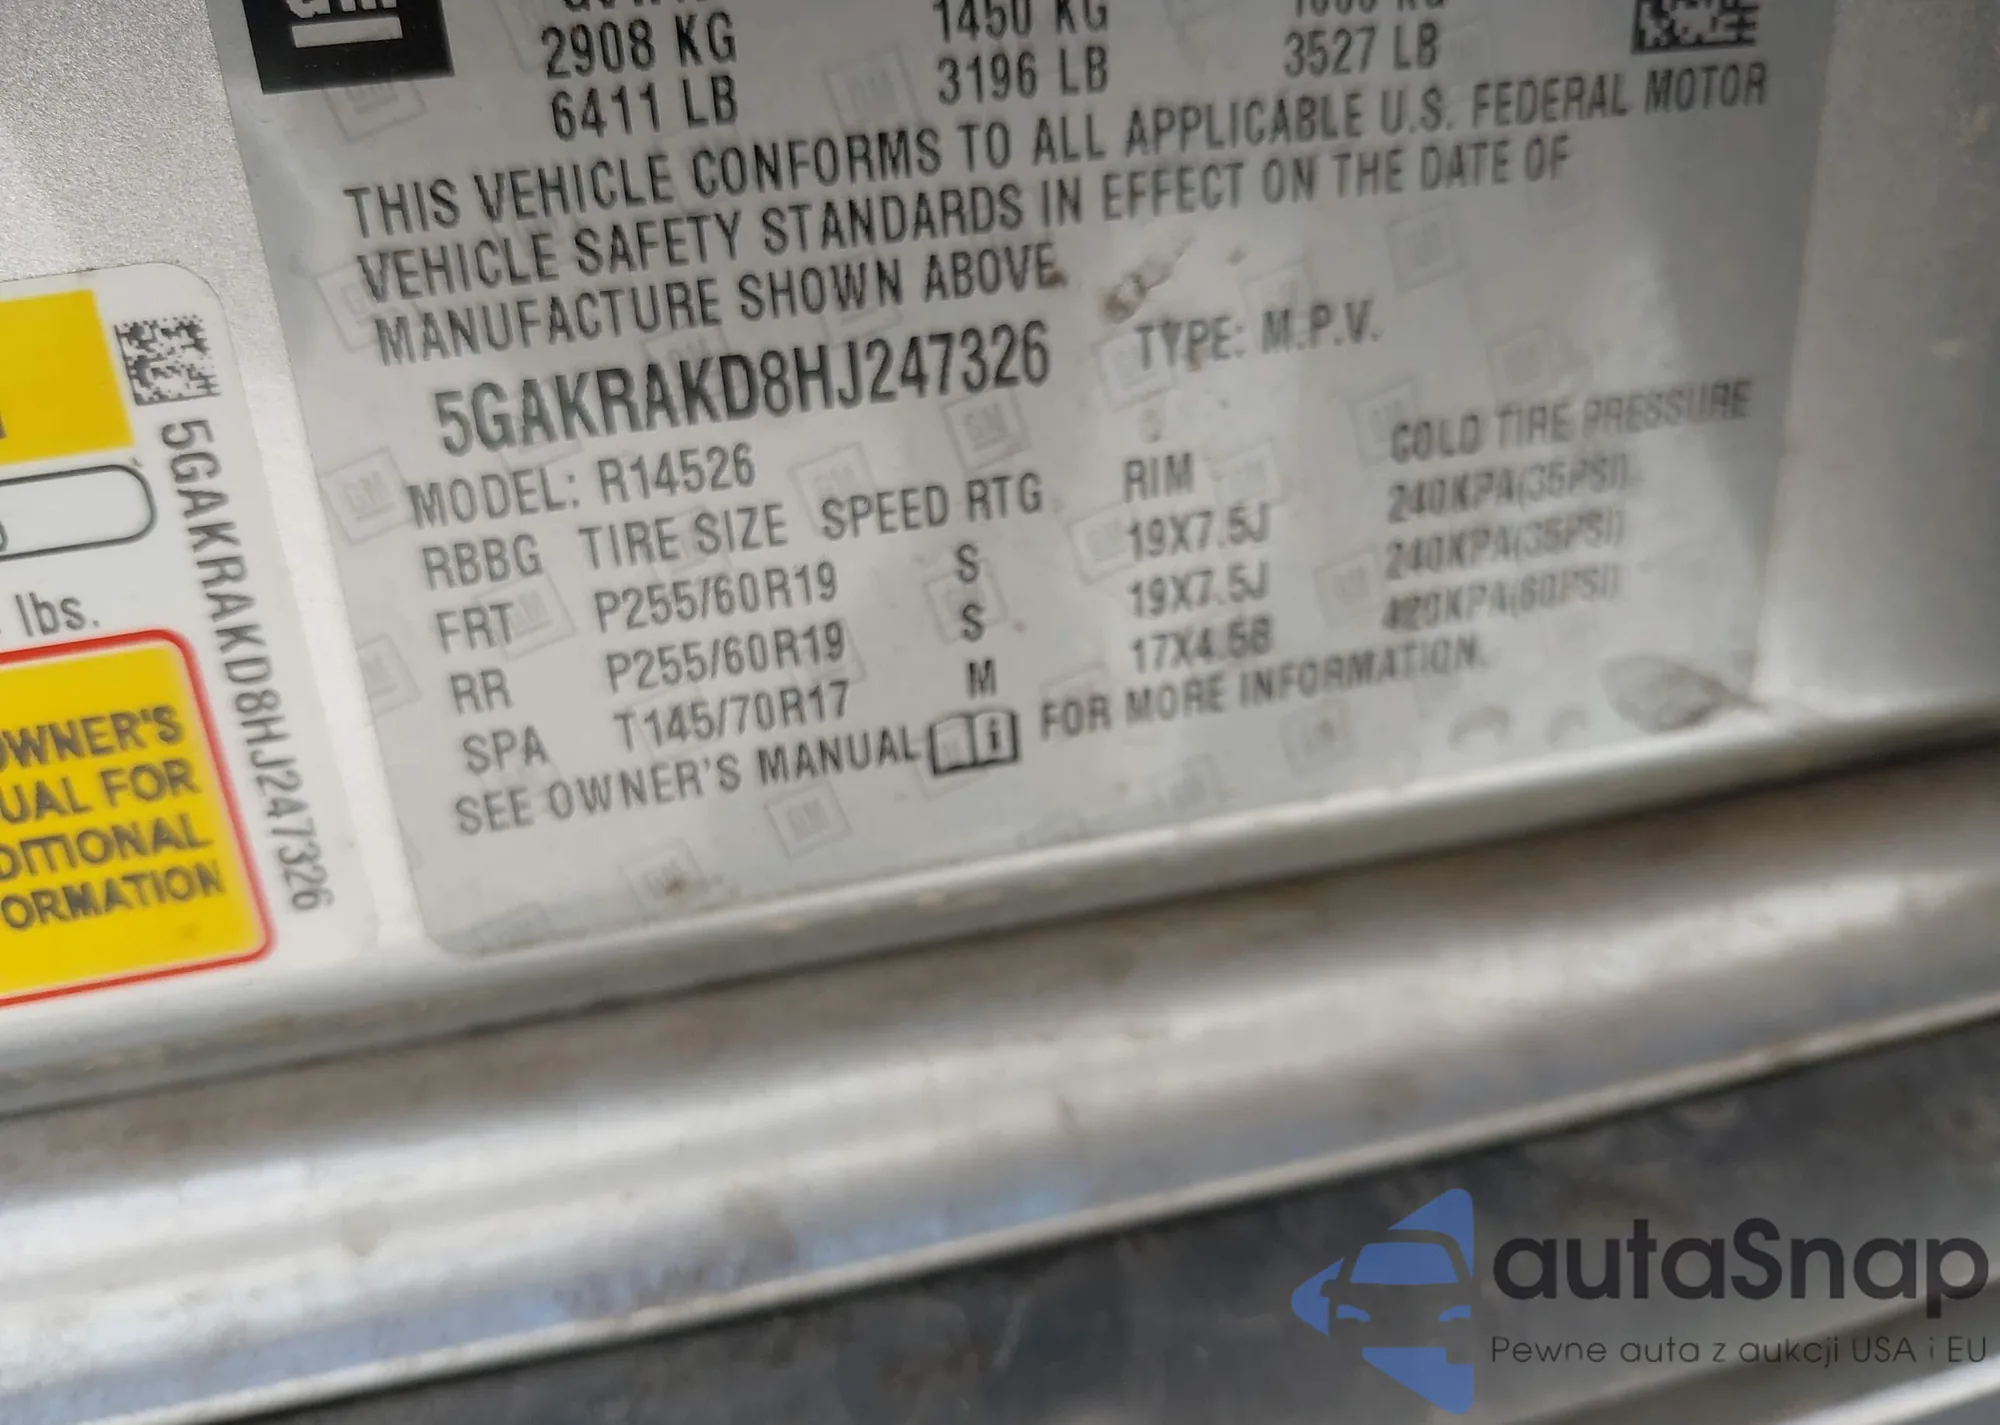 GM
2908 KG 1450 KG
6411 LB 3196 LB 3527 LB
THIS VEHICLE CONFORMS TO ALL APPLICABLE U.S. FEDERAL MOTOR
VEHICLE SAFETY STANDARDS IN EFFECT ON THE DATE OF
MANUFACTURE SHOWN ABOVE.
5GAKRAKD8HJ247326 TYPE: M.P.V.
MODEL: R14526
RBBG TIRE SIZE SPEED RTG RIM COLD TIRE PRESSURE
FRT P255/60R19 S 19X7.5J 240KPA(35PSI)
RR P255/60R19 S 19X7.5J 240KPA(35PSI)
SPA T145/70R17 M 17X4.5B 420KPA(60PSI)
SEE OWNER'S MANUAL i FOR MORE INFORMATION.
5GAKRAKD8HJ247326
lbs.
OWNER'S
UAL FOR
DITIONAL
ORMATION
autaSnap
Pewne auta z aukcji USA i EU